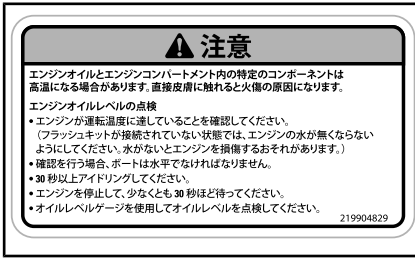 注意
エンジンオイルとエンジンコンパートメント内の特定のコンポーネントは
高温になる場合があります。直接皮膚に触れると火傷の原因になります。
エンジンオイルレベルの点検
• エンジンが運転温度に達していることを確認してください。
（フラッシュキットが接続されていない状態では、エンジンの水が無くならない
ようにしてください。水がないとエンジンを損傷するおそれがあります。）
• 確認を行う場合、ボートは水平でなければなりません。
• 30 秒以上アイドリングしてください。
• エンジンを停止して、少なくとも 30 秒ほど待ってください。
• オイルレベルゲージを使用してオイルレベルを点検してください。
219904829